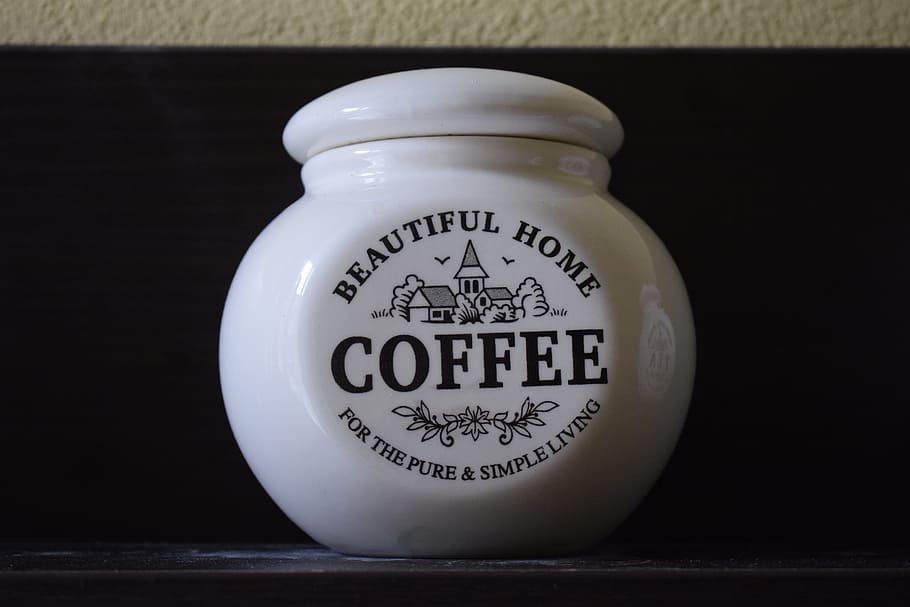 BEAUTIFUL HOME
COFFEE
FOR THE PURE & SIMPLE LIVING